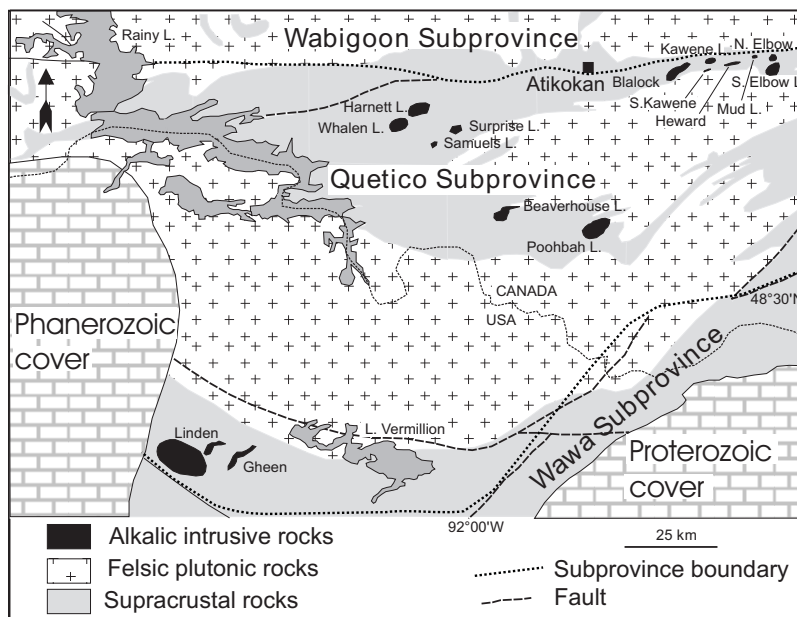 Rainy L.
Wabigoon Subprovince
Kawene L.
N. Elbow
Atikokan
Blalock
S. Elbow L
S.Kawene
Heward
Mud L.
Harnett L.
Whalen L.
Surprise L.
Samuels L.
Quetico Subprovince
Beaverhouse L.
Poohbah L.
CANADA
USA
48°30'N
Phanerozoic
cover
Wawa Subprovince
L. Vermillion
Linden
Gheen
Proterozoic
cover
92°00'W
Alkalic intrusive rocks
25 km
Felsic plutonic rocks
Subprovince boundary
Supracrustal rocks
Fault